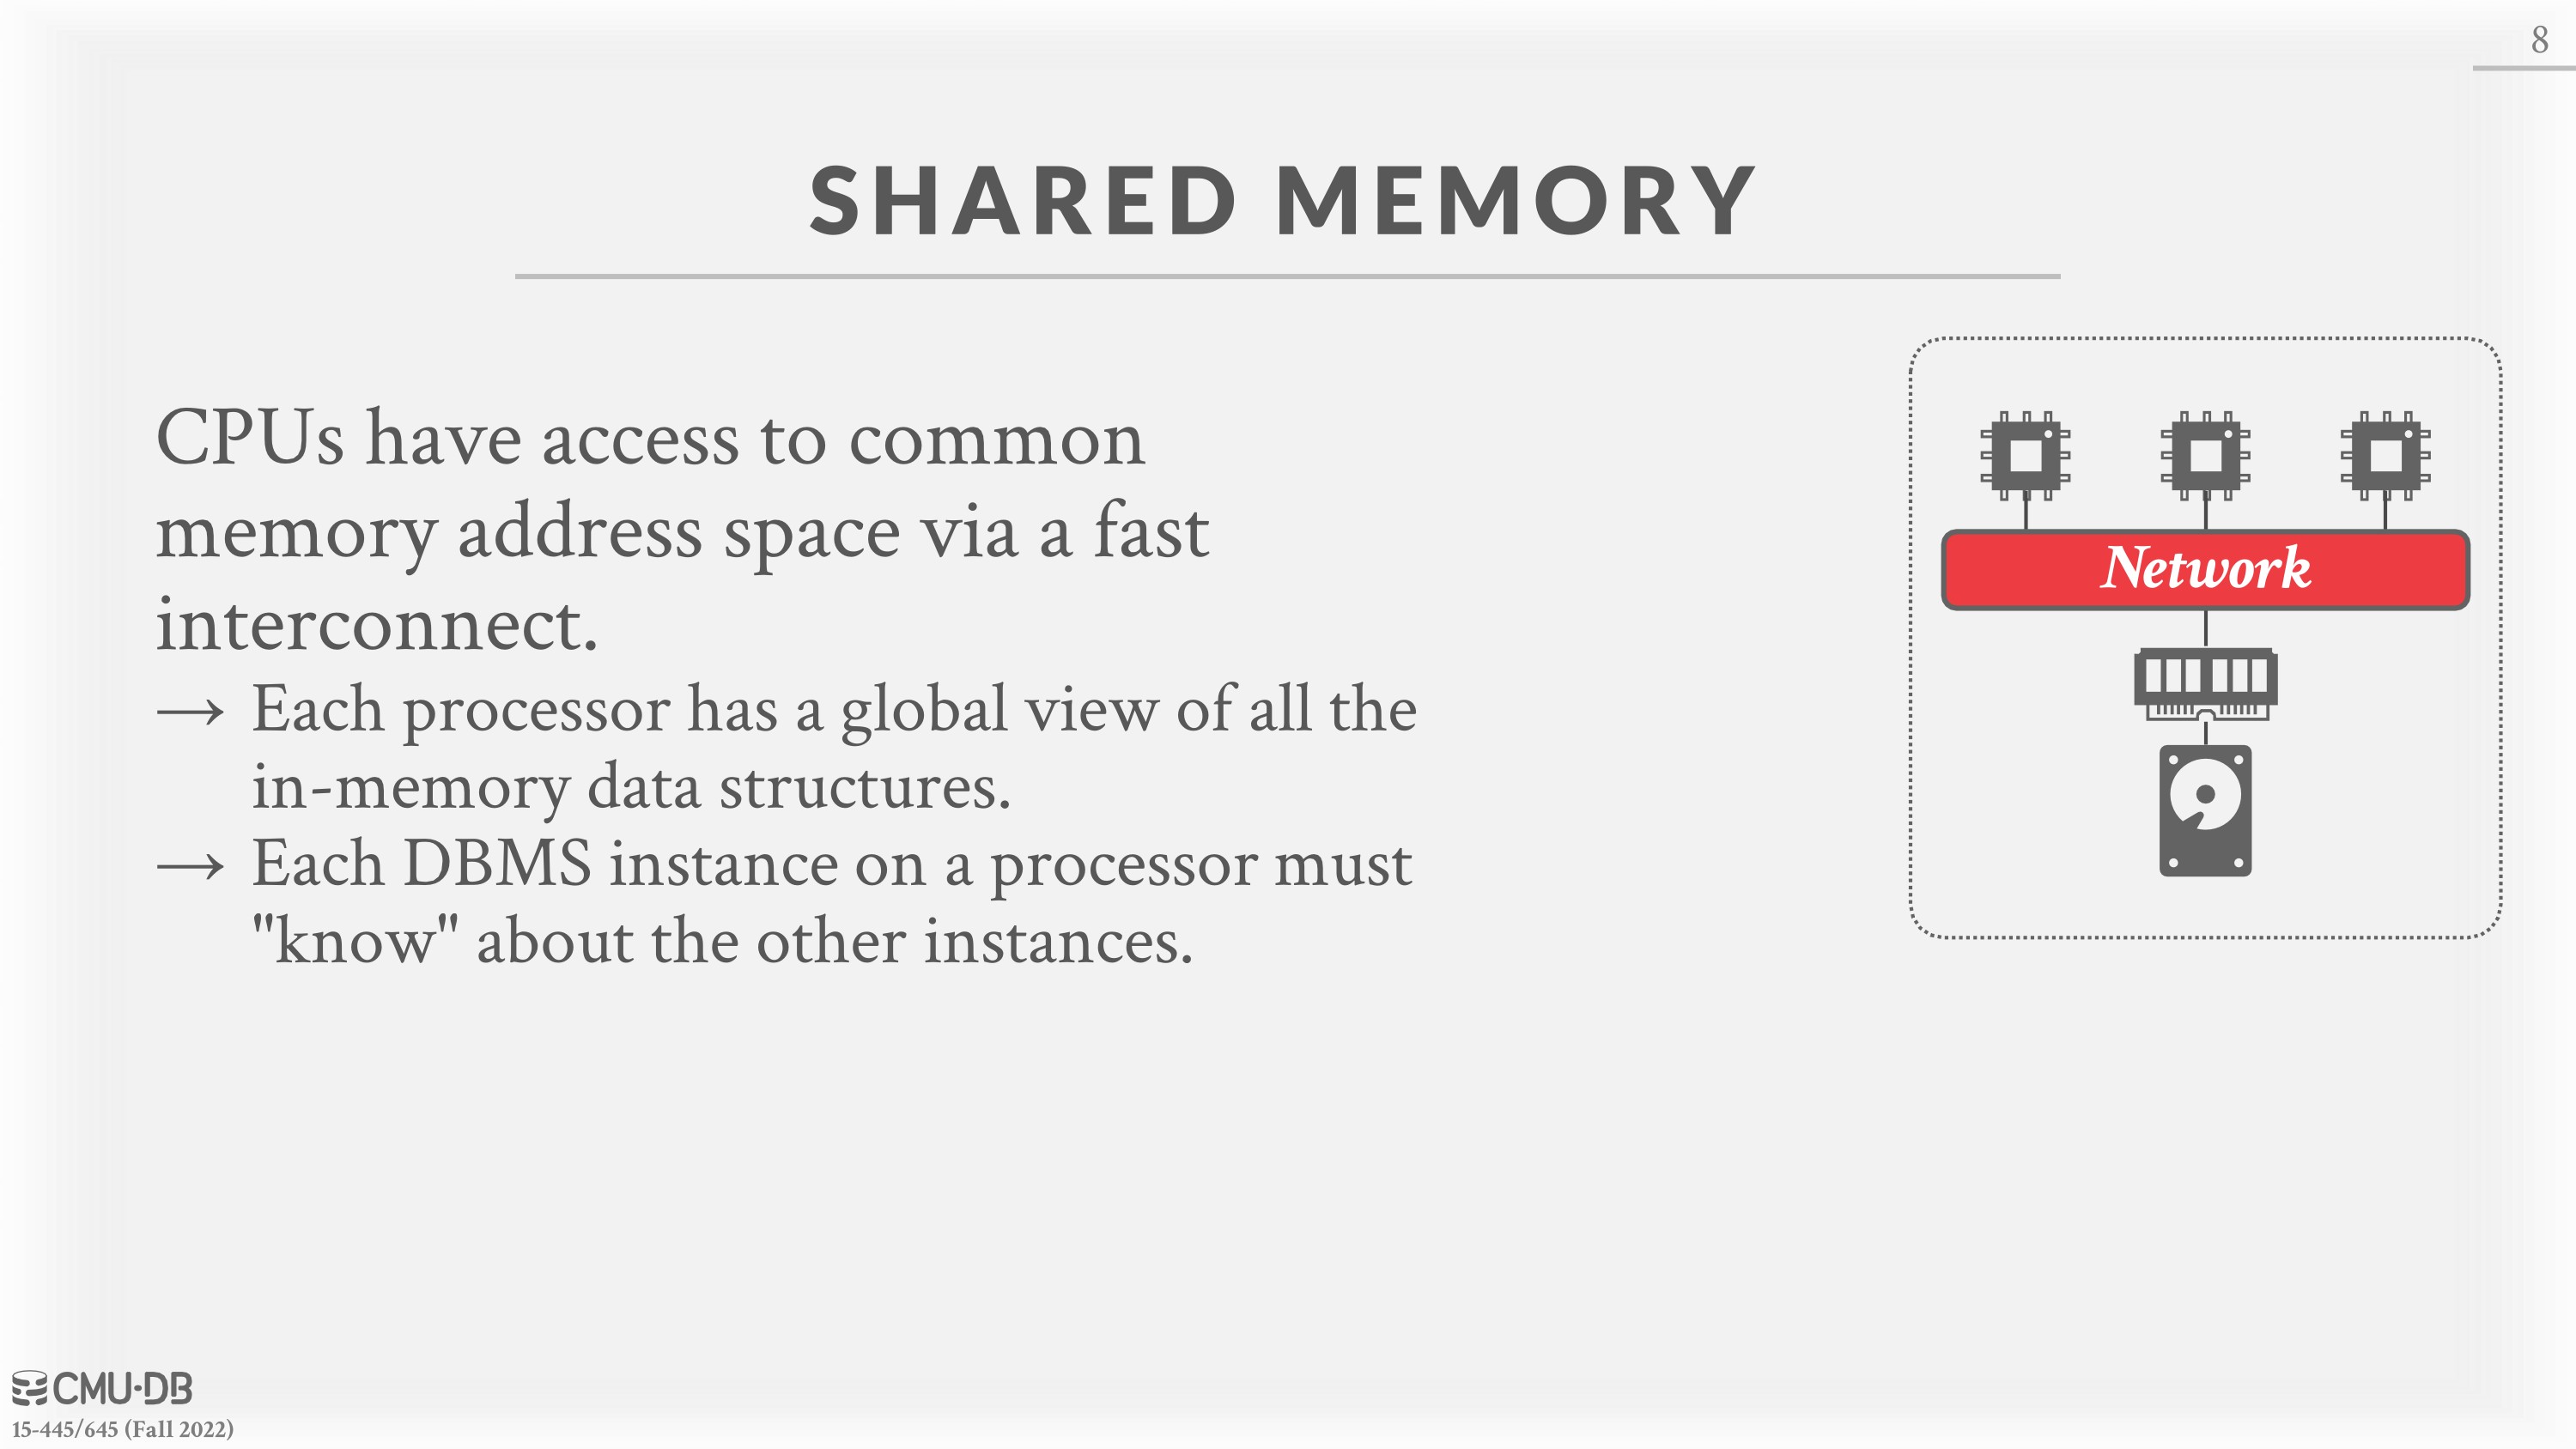 8
SHARED MEMORY
CPUs have access to common
memory address space via a fast
interconnect.
→ Each processor has a global view of all the
in-memory data structures.
→ Each DBMS instance on a processor must
"know" about the other instances.
Network
CMU·DB
15-445/645 (Fall 2022)